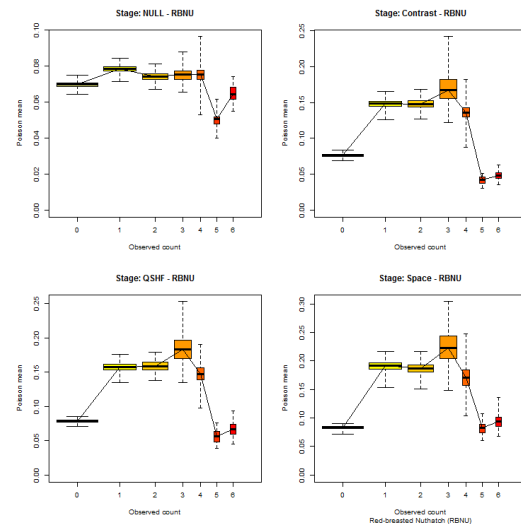 Stage: NULL - RBNU
Poisson mean
0.00 0.02 0.04 0.06 0.08 0.10
0 1 2 3 4 5 6
Observed count
Stage: Contrast - RBNU
Poisson mean
0.00 0.05 0.10 0.15 0.20 0.25
0 1 2 3 4 5 6
Observed count
Stage: QSHF - RBNU
Poisson mean
0.00 0.05 0.10 0.15 0.20 0.25
0 1 2 3 4 5 6
Observed count
Stage: Space - RBNU
Poisson mean
0.00 0.05 0.10 0.15 0.20 0.25 0.30
0 1 2 3 4 5 6
Observed count
Red-breasted Nuthatch (RBNU)